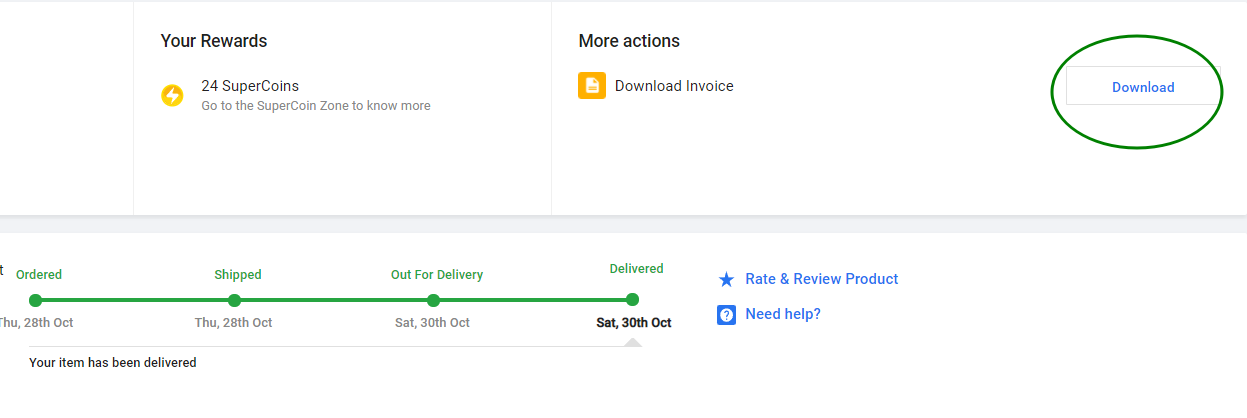 Your Rewards
24 SuperCoins
Go to the SuperCoin Zone to know more
More actions
Download Invoice
Download
t
Ordered
Shipped
Out For Delivery
Delivered
Thu, 28th Oct
Thu, 28th Oct
Sat, 30th Oct
Sat, 30th Oct
Your item has been delivered
Rate & Review Product
Need help?